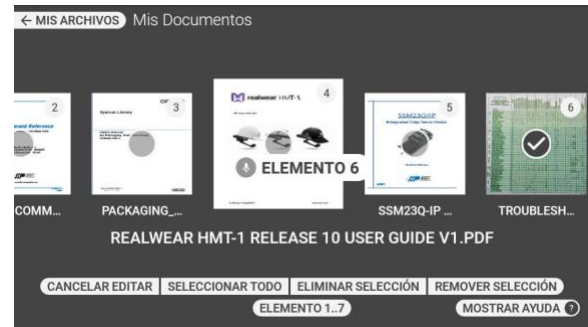 ← MIS ARCHIVOS Mis Documentos
2
3
4
5
6
realwear HMT-1
SSM23Q/IP
ELEMENTO 6
COMM...
PACKAGING_...
SSM23Q-IP ...
TROUBLESH...
REALWEAR HMT-1 RELEASE 10 USER GUIDE V1.PDF
CANCELAR EDITAR SELECCIONAR TODO ELIMINAR SELECCIÓN REMOVER SELECCIÓN
ELEMENTO 1..7 MOSTRAR AYUDA ?